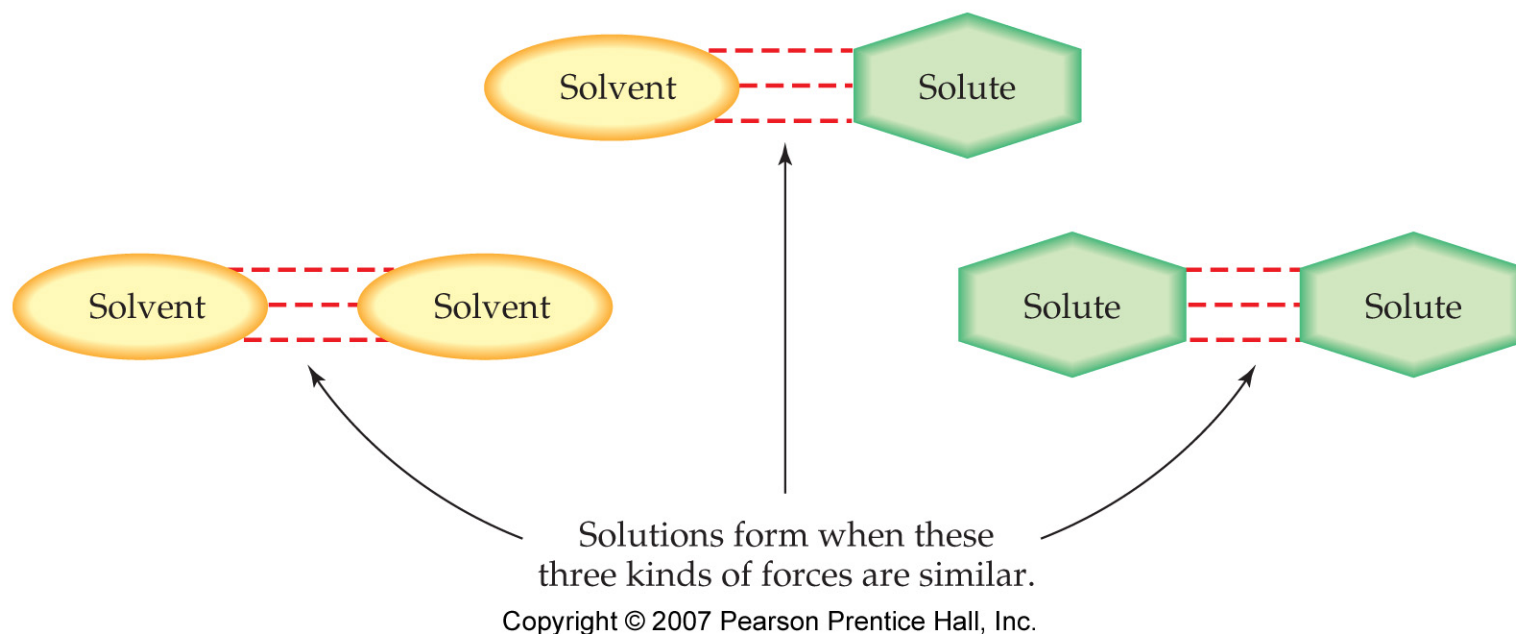 Solvent
Solute
Solvent
Solvent
Solute
Solute
Solutions form when these
three kinds of forces are similar.
Copyright © 2007 Pearson Prentice Hall, Inc.